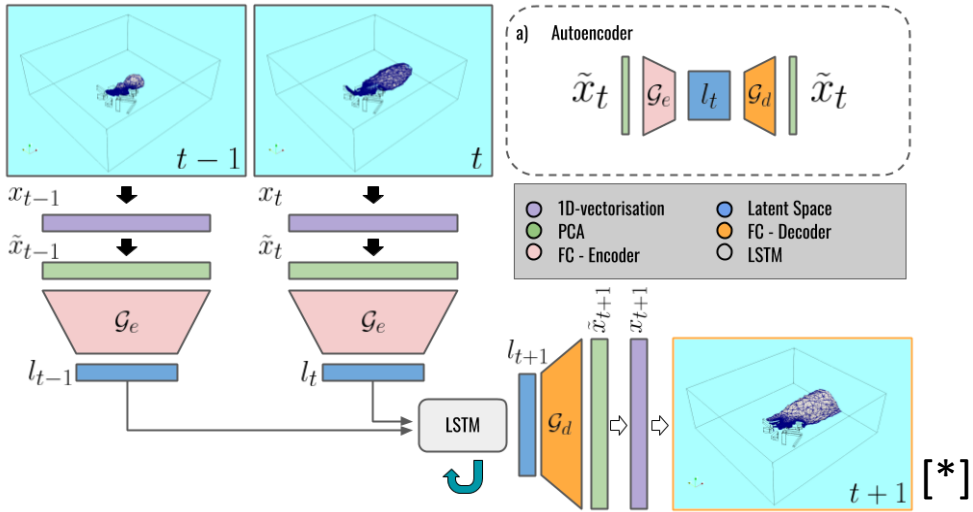 t − 1
t
a) Autoencoder
x̃_t
𝒢_e
l_t
𝒢_d
x̃_t
x_{t−1}
x_t
x̃_{t−1}
x̃_t
𝒢_e
𝒢_e
l_{t−1}
l_t
1D-vectorisation
PCA
FC - Encoder
Latent Space
FC - Decoder
LSTM
LSTM
l_{t+1}
𝒢_d
x̃_{t+1}
x_{t+1}
t + 1
[*]